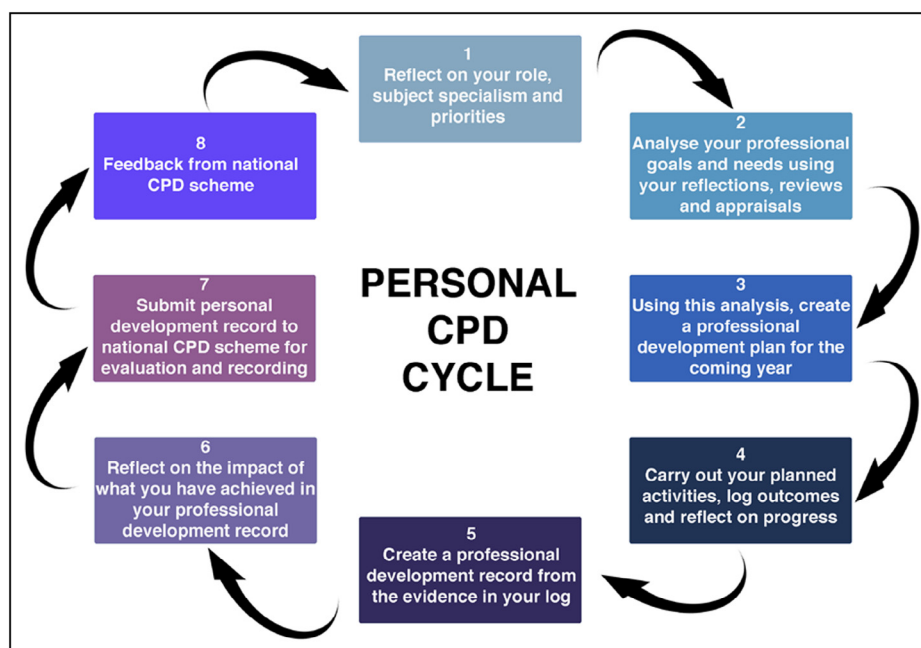 1
Reflect on your role,
subject specialism and
priorities
2
Analyse your professional
goals and needs using
your reflections, reviews
and appraisals
3
Using this analysis, create
a professional
development plan for the
coming year
4
Carry out your planned
activities, log outcomes
and reflect on progress
5
Create a professional
development record from
the evidence in your log
6
Reflect on the impact of
what you have achieved in
your professional
development record
7
Submit personal
development record to
national CPD scheme for
evaluation and recording
8
Feedback from national
CPD scheme
PERSONAL
CPD
CYCLE